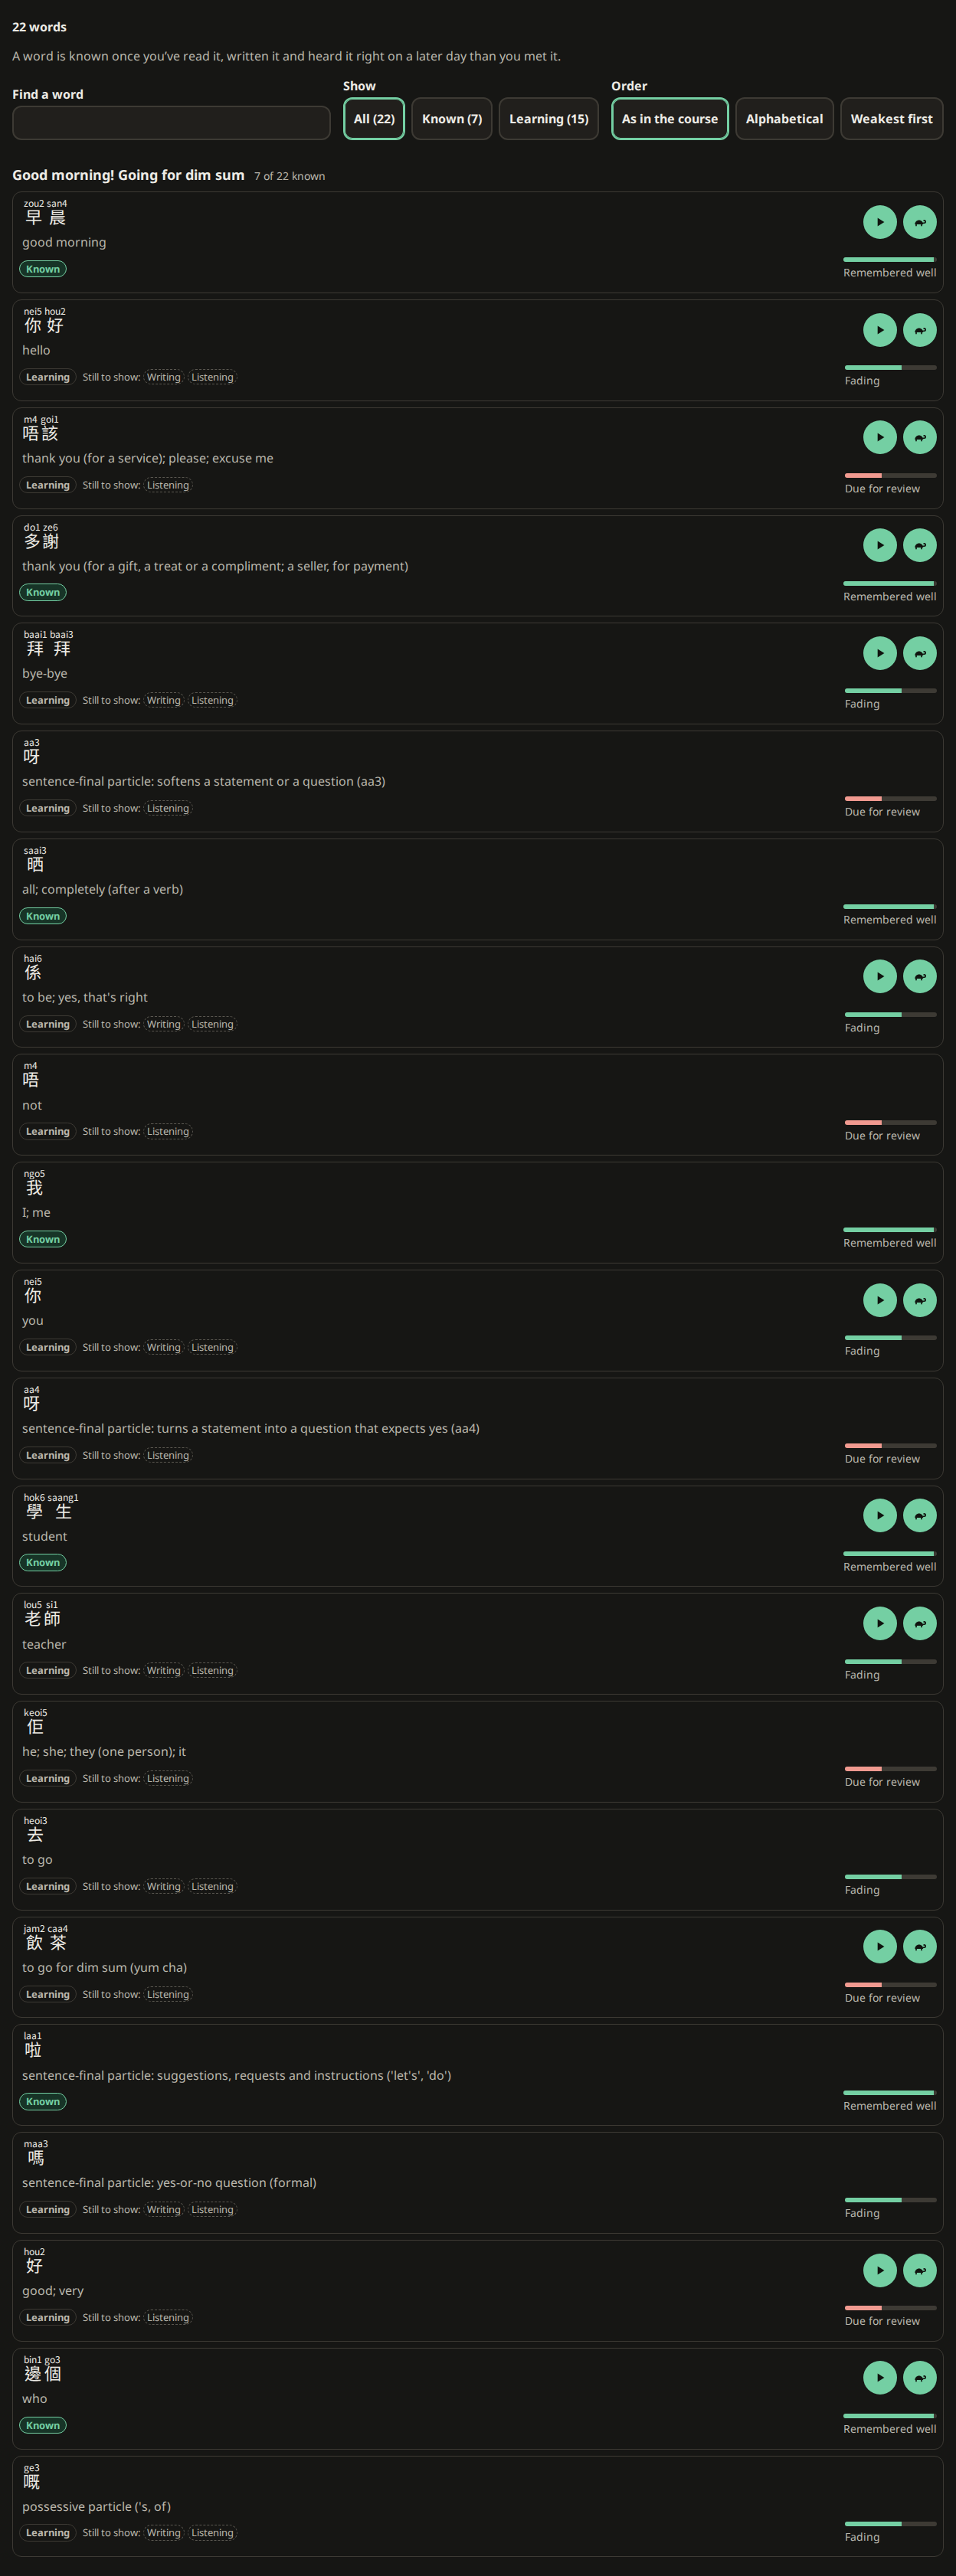 22 words
A word is known once you've read it, written it and heard it right on a later day than you met it.
Find a word
Show
All (22)
Known (7)
Learning (15)
Order
As in the course
Alphabetical
Weakest first
Good morning! Going for dim sum 7 of 22 known
zou2 san4
早晨
good morning
Known
Remembered well
nei5 hou2
你好
hello
Learning Still to show: Writing Listening
Fading
m4 goi1
唔該
thank you (for a service); please; excuse me
Learning Still to show: Listening
Due for review
do1 ze6
多謝
thank you (for a gift, a treat or a compliment; a seller, for payment)
Known
Remembered well
baai1 baai3
拜拜
bye-bye
Learning Still to show: Writing Listening
Fading
aa3
呀
sentence-final particle: softens a statement or a question (aa3)
Learning Still to show: Listening
Due for review
saai3
晒
all; completely (after a verb)
Known
Remembered well
hai6
係
to be; yes, that's right
Learning Still to show: Writing Listening
Fading
m4
唔
not
Learning Still to show: Listening
Due for review
ngo5
我
I; me
Known
Remembered well
nei5
你
you
Learning Still to show: Writing Listening
Fading
aa4
呀
sentence-final particle: turns a statement into a question that expects yes (aa4)
Learning Still to show: Listening
Due for review
hok6 saang1
學生
student
Known
Remembered well
lou5 si1
老師
teacher
Learning Still to show: Writing Listening
Fading
keoi5
佢
he; she; they (one person); it
Learning Still to show: Listening
Due for review
heoi3
去
to go
Learning Still to show: Writing Listening
Fading
jam2 caa4
飲茶
to go for dim sum (yum cha)
Learning Still to show: Listening
Due for review
laa1
啦
sentence-final particle: suggestions, requests and instructions ('let's', 'do')
Known
Remembered well
maa3
嗎
sentence-final particle: yes-or-no question (formal)
Learning Still to show: Writing Listening
Fading
hou2
好
good; very
Learning Still to show: Listening
Due for review
bin1 go3
邊個
who
Known
Remembered well
ge3
嘅
possessive particle ('s, of)
Learning Still to show: Writing Listening
Fading